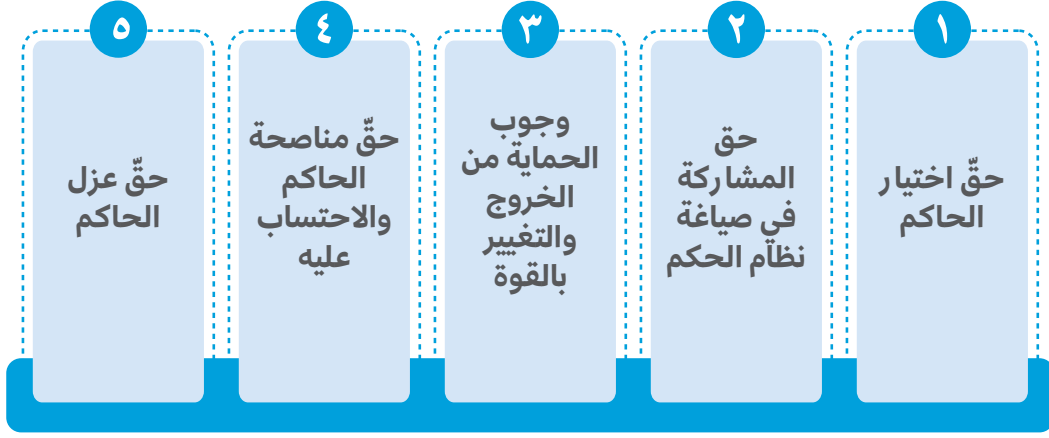 ١
حقّ اختيار
الحاكم
٢
حق
المشاركة
في صياغة
نظام الحكم
٣
وجوب
الحماية من
الخروج
والتغيير
بالقوة
٤
حقّ مناصحة
الحاكم
والاحتساب
عليه
٥
حقّ عزل
الحاكم